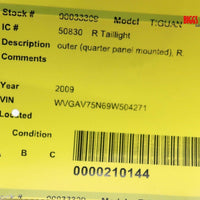 Stock # 00033309 Model TIGUAN
IC # 50830 R Taillight
Description outer (quarter panel mounted), R.
Comments
Year 2009
VIN WVGAV75N69W504271
Located
Condition
A B C
0000210144